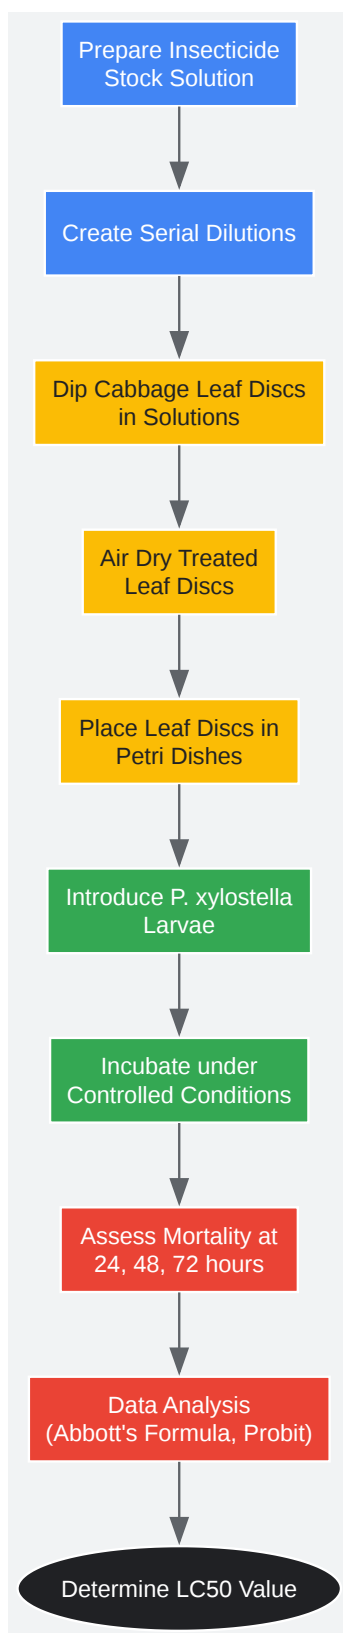 Prepare Insecticide
Stock Solution
Create Serial Dilutions
Dip Cabbage Leaf Discs
in Solutions
Air Dry Treated
Leaf Discs
Place Leaf Discs in
Petri Dishes
Introduce P. xylostella
Larvae
Incubate under
Controlled Conditions
Assess Mortality at
24, 48, 72 hours
Data Analysis
(Abbott's Formula, Probit)
Determine LC50 Value